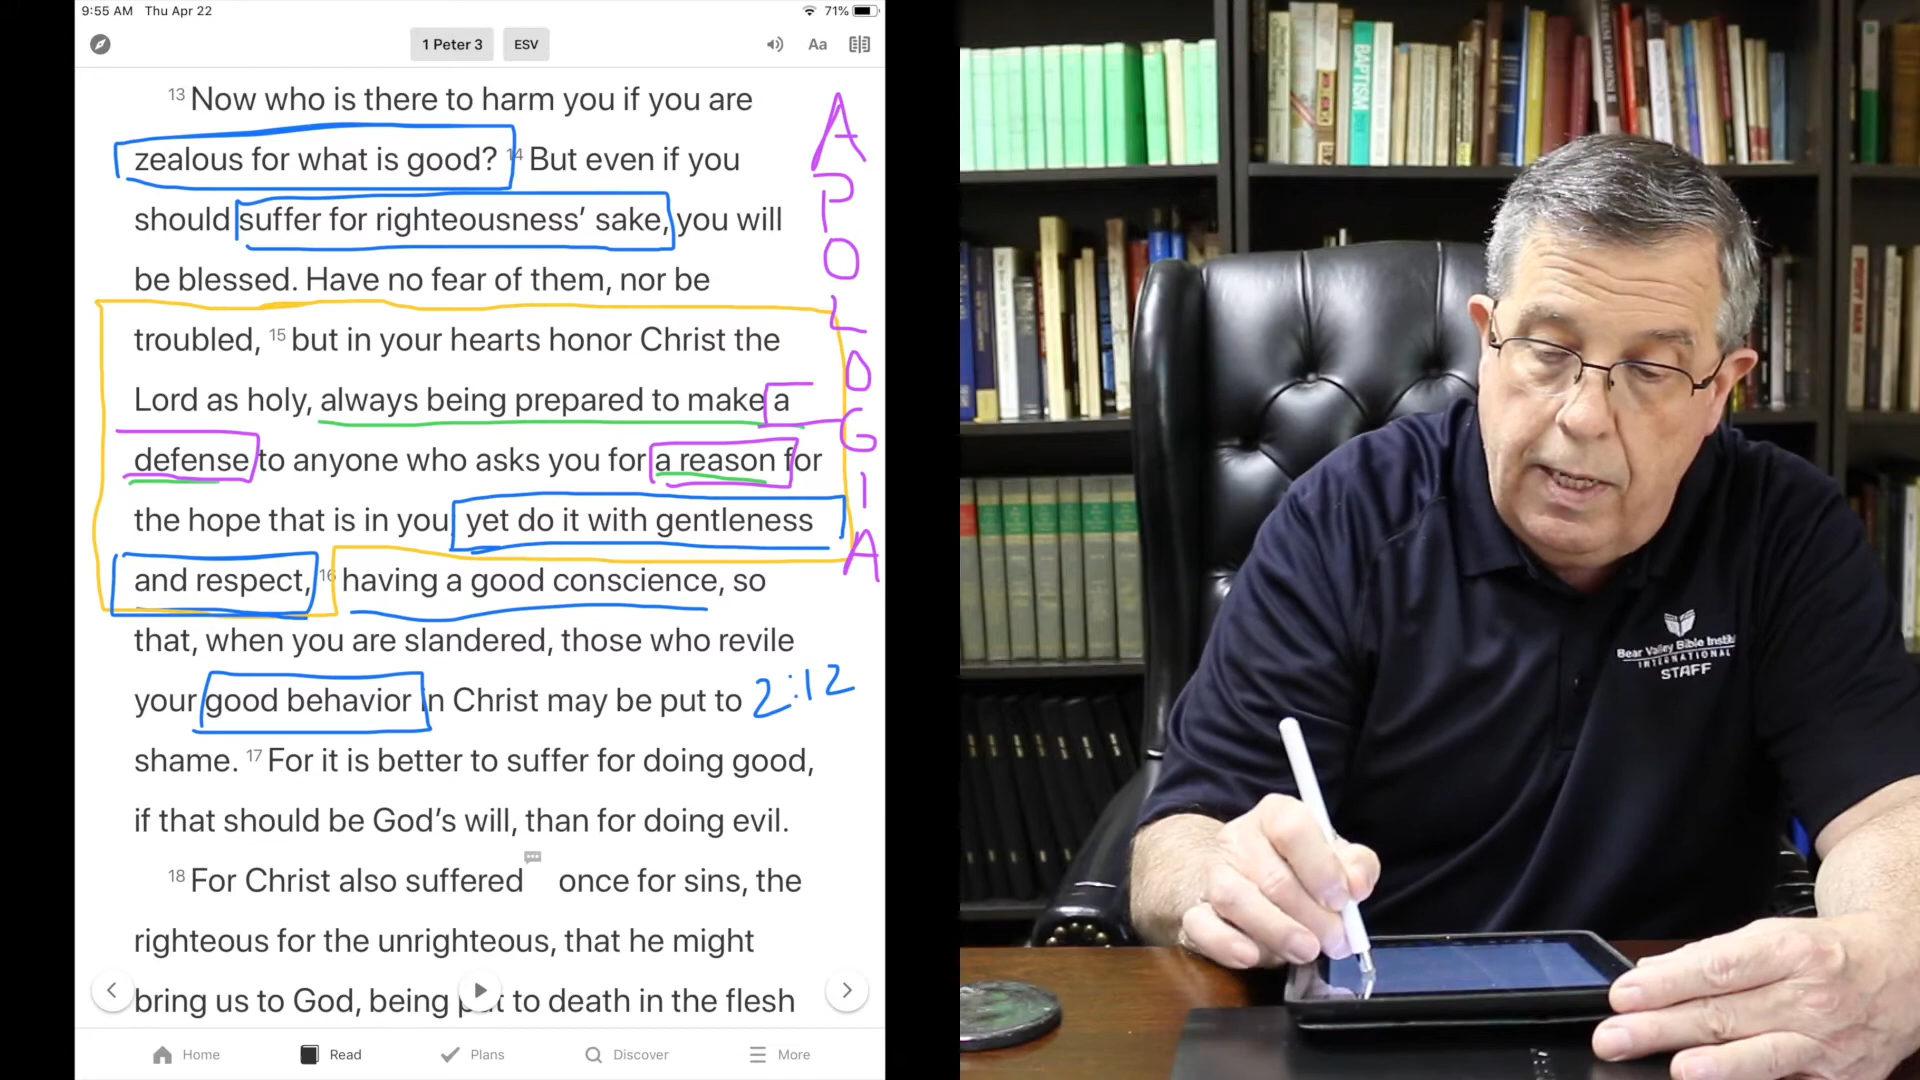 9:55 AM Thu Apr 22
71%
1 Peter 3 ESV
Aa
13 Now who is there to harm you if you are
zealous for what is good? 14 But even if you
should suffer for righteousness’ sake, you will
be blessed. Have no fear of them, nor be
troubled, 15 but in your hearts honor Christ the
Lord as holy, always being prepared to make a
defense to anyone who asks you for a reason for
the hope that is in you yet do it with gentleness
and respect, 16 having a good conscience, so
that, when you are slandered, those who revile
your good behavior in Christ may be put to
shame. 17 For it is better to suffer for doing good,
if that should be God’s will, than for doing evil.
18 For Christ also suffered once for sins, the
righteous for the unrighteous, that he might
bring us to God, being put to death in the flesh
APOLOGIA
2:12
Home Read Plans Discover More
BAPTISM
Bear Valley Bible Institute
INTERNATIONAL
STAFF